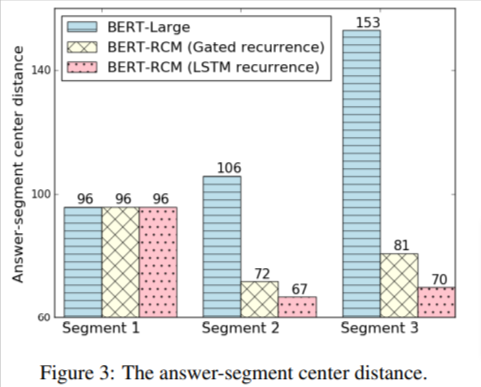 BERT-Large
BERT-RCM (Gated recurrence)
BERT-RCM (LSTM recurrence)
153
140
Answer-segment center distance
106
96 96 96
100
72
67
81
70
60
Segment 1 Segment 2 Segment 3
Figure 3: The answer-segment center distance.